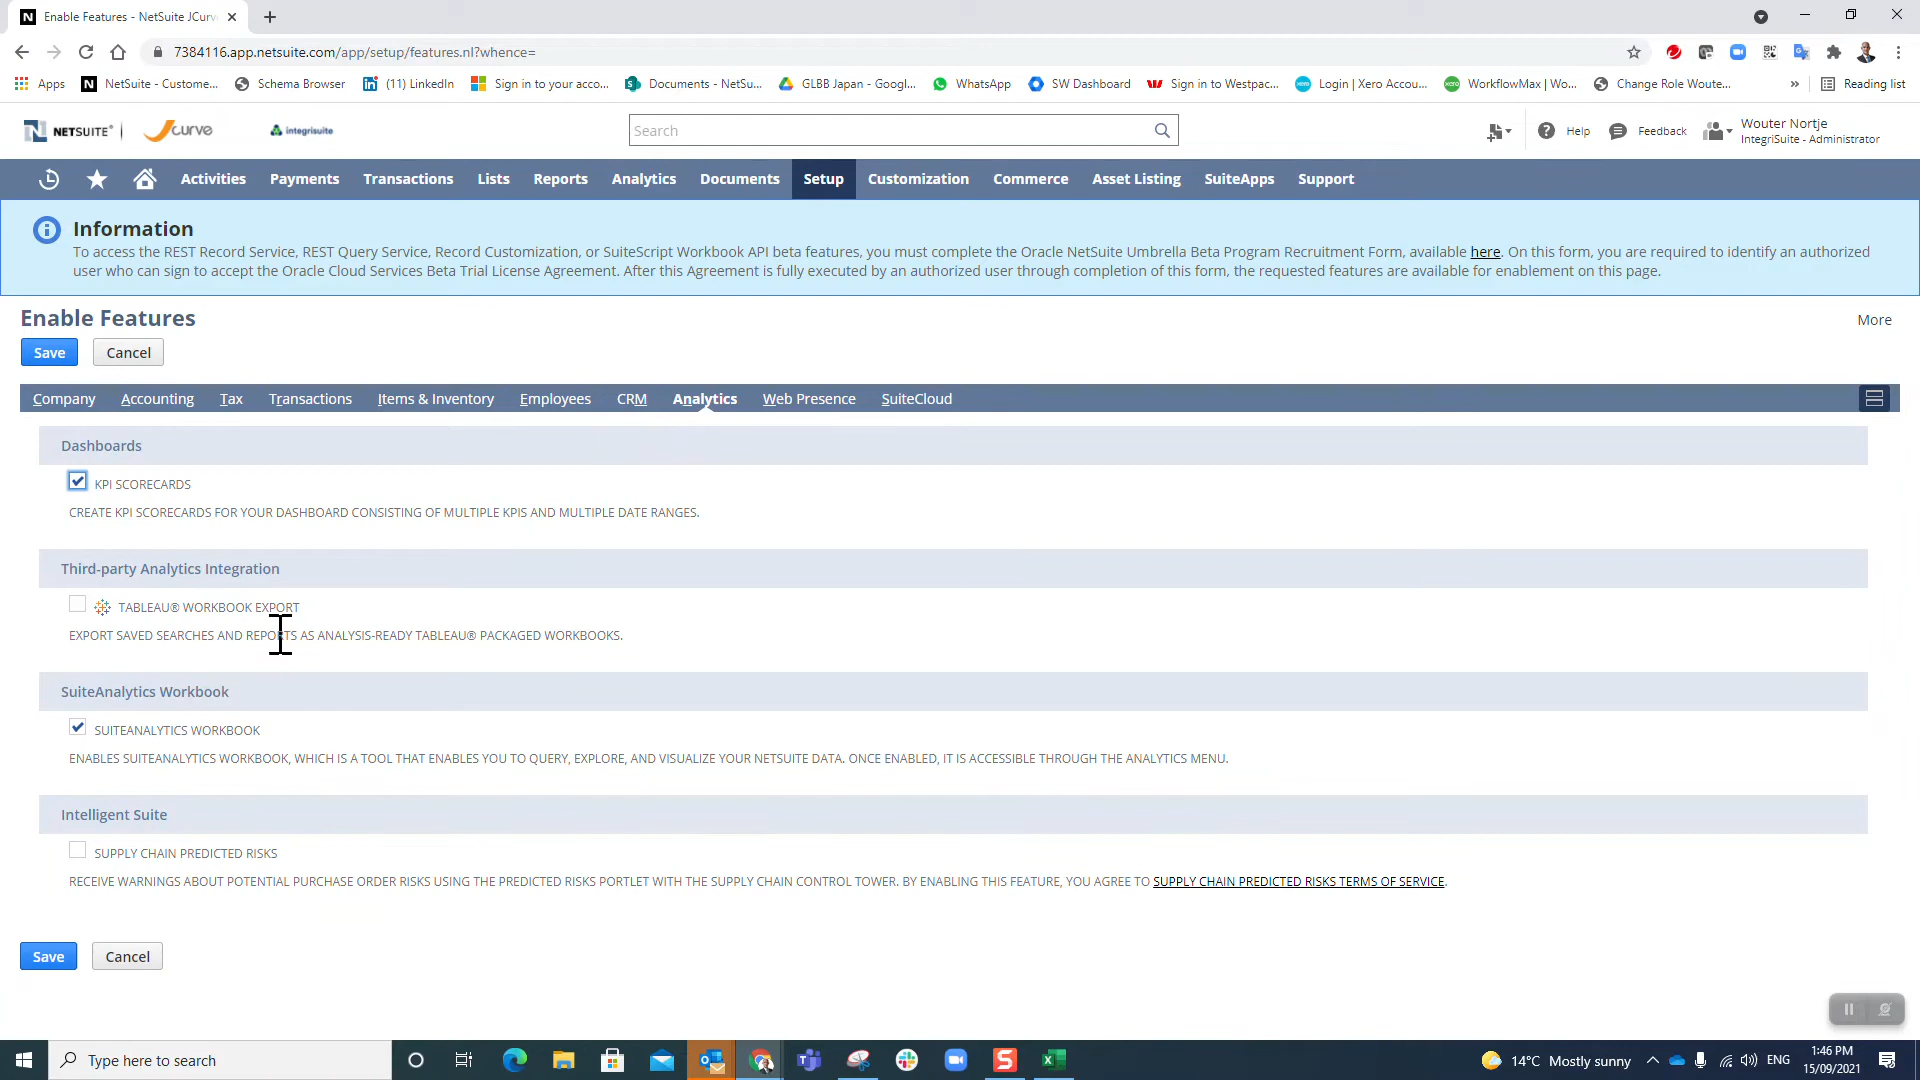 Enable Features - NetSuite JCurv
7384116.app.netsuite.com/app/setup/features.nl?whence=
Apps NetSuite - Custome... Schema Browser (11) LinkedIn Sign in to your acco... Documents - NetSu... GLBB Japan - Googl... WhatsApp SW Dashboard Sign in to Westpac... Login | Xero Accou... WorkflowMax | Wo... Change Role Woute... » Reading list
NETSUITE Jcurve integrisuite Search Help Feedback Wouter Nortje
IntegriSuite - Administrator
Activities Payments Transactions Lists Reports Analytics Documents Setup Customization Commerce Asset Listing SuiteApps Support
Information
To access the REST Record Service, REST Query Service, Record Customization, or SuiteScript Workbook API beta features, you must complete the Oracle NetSuite Umbrella Beta Program Recruitment Form, available here. On this form, you are required to identify an authorized
user who can sign to accept the Oracle Cloud Services Beta Trial License Agreement. After this Agreement is fully executed by an authorized user through completion of this form, the requested features are available for enablement on this page.
Enable Features
More
Save Cancel
Company Accounting Tax Transactions Items & Inventory Employees CRM Analytics Web Presence SuiteCloud
Dashboards
KPI SCORECARDS
CREATE KPI SCORECARDS FOR YOUR DASHBOARD CONSISTING OF MULTIPLE KPIS AND MULTIPLE DATE RANGES.
Third-party Analytics Integration
TABLEAU® WORKBOOK EXPORT
EXPORT SAVED SEARCHES AND REPORTS AS ANALYSIS-READY TABLEAU® PACKAGED WORKBOOKS.
SuiteAnalytics Workbook
SUITEANALYTICS WORKBOOK
ENABLES SUITEANALYTICS WORKBOOK, WHICH IS A TOOL THAT ENABLES YOU TO QUERY, EXPLORE, AND VISUALIZE YOUR NETSUITE DATA. ONCE ENABLED, IT IS ACCESSIBLE THROUGH THE ANALYTICS MENU.
Intelligent Suite
SUPPLY CHAIN PREDICTED RISKS
RECEIVE WARNINGS ABOUT POTENTIAL PURCHASE ORDER RISKS USING THE PREDICTED RISKS PORTLET WITH THE SUPPLY CHAIN CONTROL TOWER. BY ENABLING THIS FEATURE, YOU AGREE TO SUPPLY CHAIN PREDICTED RISKS TERMS OF SERVICE.
Save Cancel
Type here to search 14°C Mostly sunny ENG 1:46 PM
15/09/2021